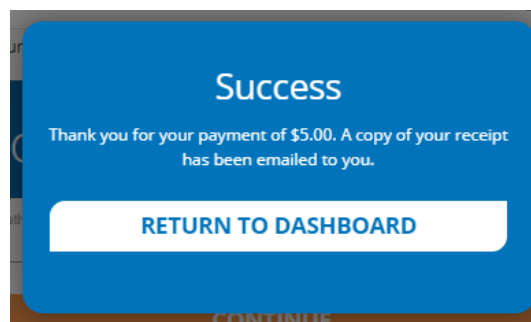 Success
Thank you for your payment of $5.00. A copy of your receipt
has been emailed to you.
RETURN TO DASHBOARD
CONTINUE